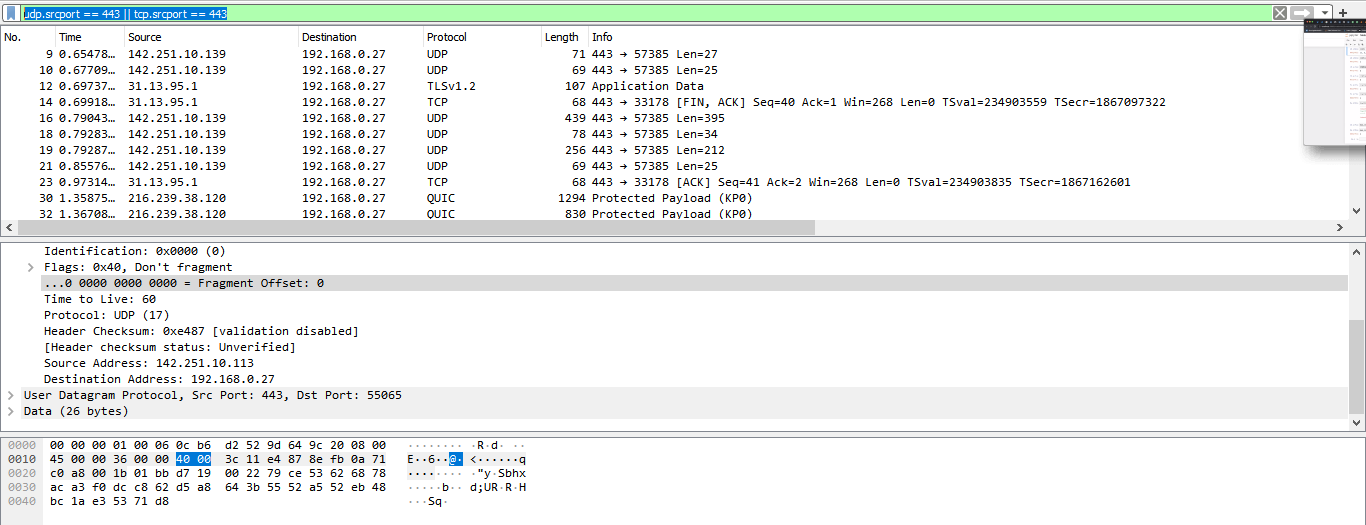 udp.srcport == 443 || tcp.srcport == 443
No. Time Source Destination Protocol Length Info
9 0.65478… 142.251.10.139 192.168.0.27 UDP 71 443 → 57385 Len=27
10 0.67709… 142.251.10.139 192.168.0.27 UDP 69 443 → 57385 Len=25
12 0.69737… 31.13.95.1 192.168.0.27 TLSv1.2 107 Application Data
14 0.69918… 31.13.95.1 192.168.0.27 TCP 68 443 → 33178 [FIN, ACK] Seq=40 Ack=1 Win=268 Len=0 TSval=234903559 TSecr=1867097322
16 0.79043… 142.251.10.139 192.168.0.27 UDP 439 443 → 57385 Len=395
18 0.79283… 142.251.10.139 192.168.0.27 UDP 78 443 → 57385 Len=34
19 0.79287… 142.251.10.139 192.168.0.27 UDP 256 443 → 57385 Len=212
21 0.85576… 142.251.10.139 192.168.0.27 UDP 69 443 → 57385 Len=25
23 0.97314… 31.13.95.1 192.168.0.27 TCP 68 443 → 33178 [ACK] Seq=41 Ack=2 Win=268 Len=0 TSval=234903835 TSecr=1867162601
30 1.35875… 216.239.38.120 192.168.0.27 QUIC 1294 Protected Payload (KP0)
32 1.36708… 216.239.38.120 192.168.0.27 QUIC 830 Protected Payload (KP0)
Identification: 0x0000 (0)
Flags: 0x40, Don't fragment
...0 0000 0000 0000 = Fragment Offset: 0
Time to Live: 60
Protocol: UDP (17)
Header Checksum: 0xe487 [validation disabled]
[Header checksum status: Unverified]
Source Address: 142.251.10.113
Destination Address: 192.168.0.27
User Datagram Protocol, Src Port: 443, Dst Port: 55065
Data (26 bytes)
0000 00 00 00 01 00 06 0c b6 d2 52 9d 64 9c 20 08 00 ········ ·R·d· ··
0010 45 00 00 36 00 00 40 00 3c 11 e4 87 8e fb 0a 71 E··6··@· <······q
0020 c0 a8 00 1b 01 bb d7 19 00 22 79 ce 53 62 68 78 ········ ·"y·Sbhx
0030 ac a3 f0 dc c8 62 d5 a8 64 3b 55 52 a5 52 eb 48 ·····b·· d;UR·R·H
0040 bc 1a e3 53 71 d8 ···Sq·